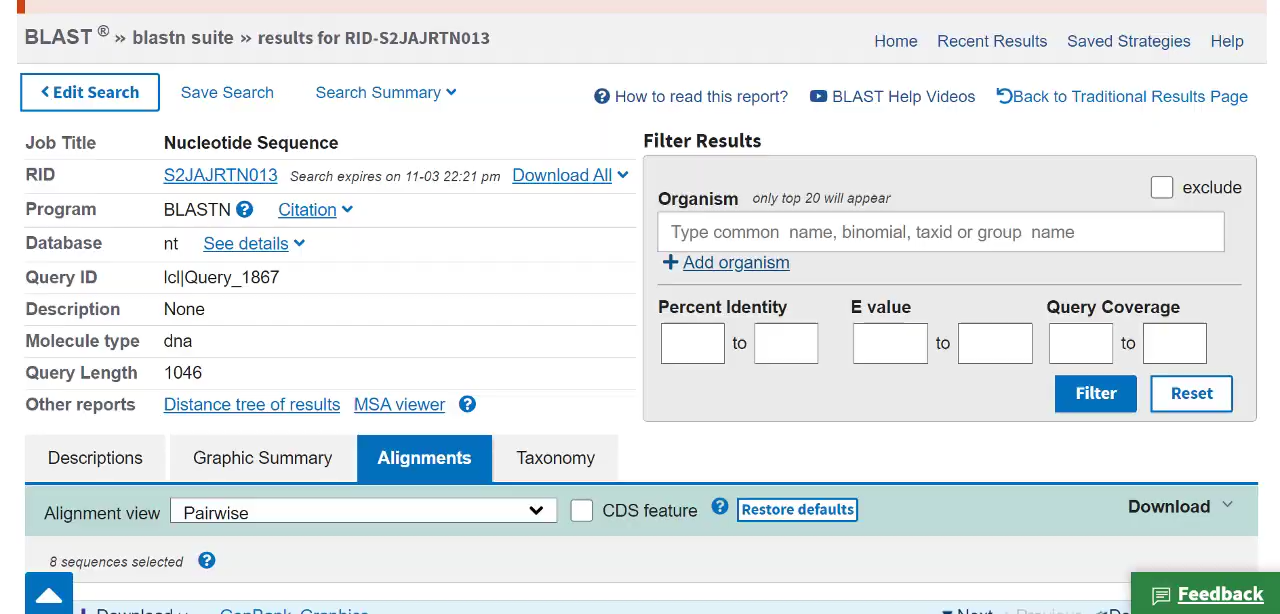 BLAST ® » blastn suite » results for RID-S2JAJRTN013
Home Recent Results Saved Strategies Help
Edit Search Save Search Search Summary
How to read this report? BLAST Help Videos Back to Traditional Results Page
Job Title Nucleotide Sequence
RID S2JAJRTN013 Search expires on 11-03 22:21 pm Download All
Program BLASTN Citation
Database nt See details
Query ID lcl|Query_1867
Description None
Molecule type dna
Query Length 1046
Other reports Distance tree of results MSA viewer
Filter Results
Organism only top 20 will appear exclude
Type common name, binomial, taxid or group name
+ Add organism
Percent Identity E value Query Coverage
to to to
Filter Reset
Descriptions Graphic Summary Alignments Taxonomy
Alignment view Pairwise CDS feature Restore defaults Download
8 sequences selected
Download GenBank Graphics Next Previous
Feedback